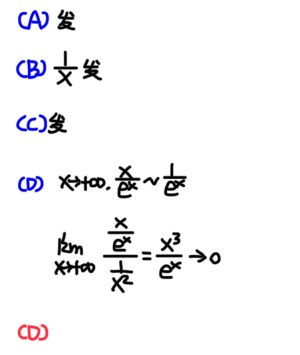 (A) 发
(B) 1/x 发
(C) 发
(D) x→+∞. x/e^x ~ 1/e^x
lim x→+∞ (x/e^x)/(1/x^2) = x^3/e^x → 0
(D)